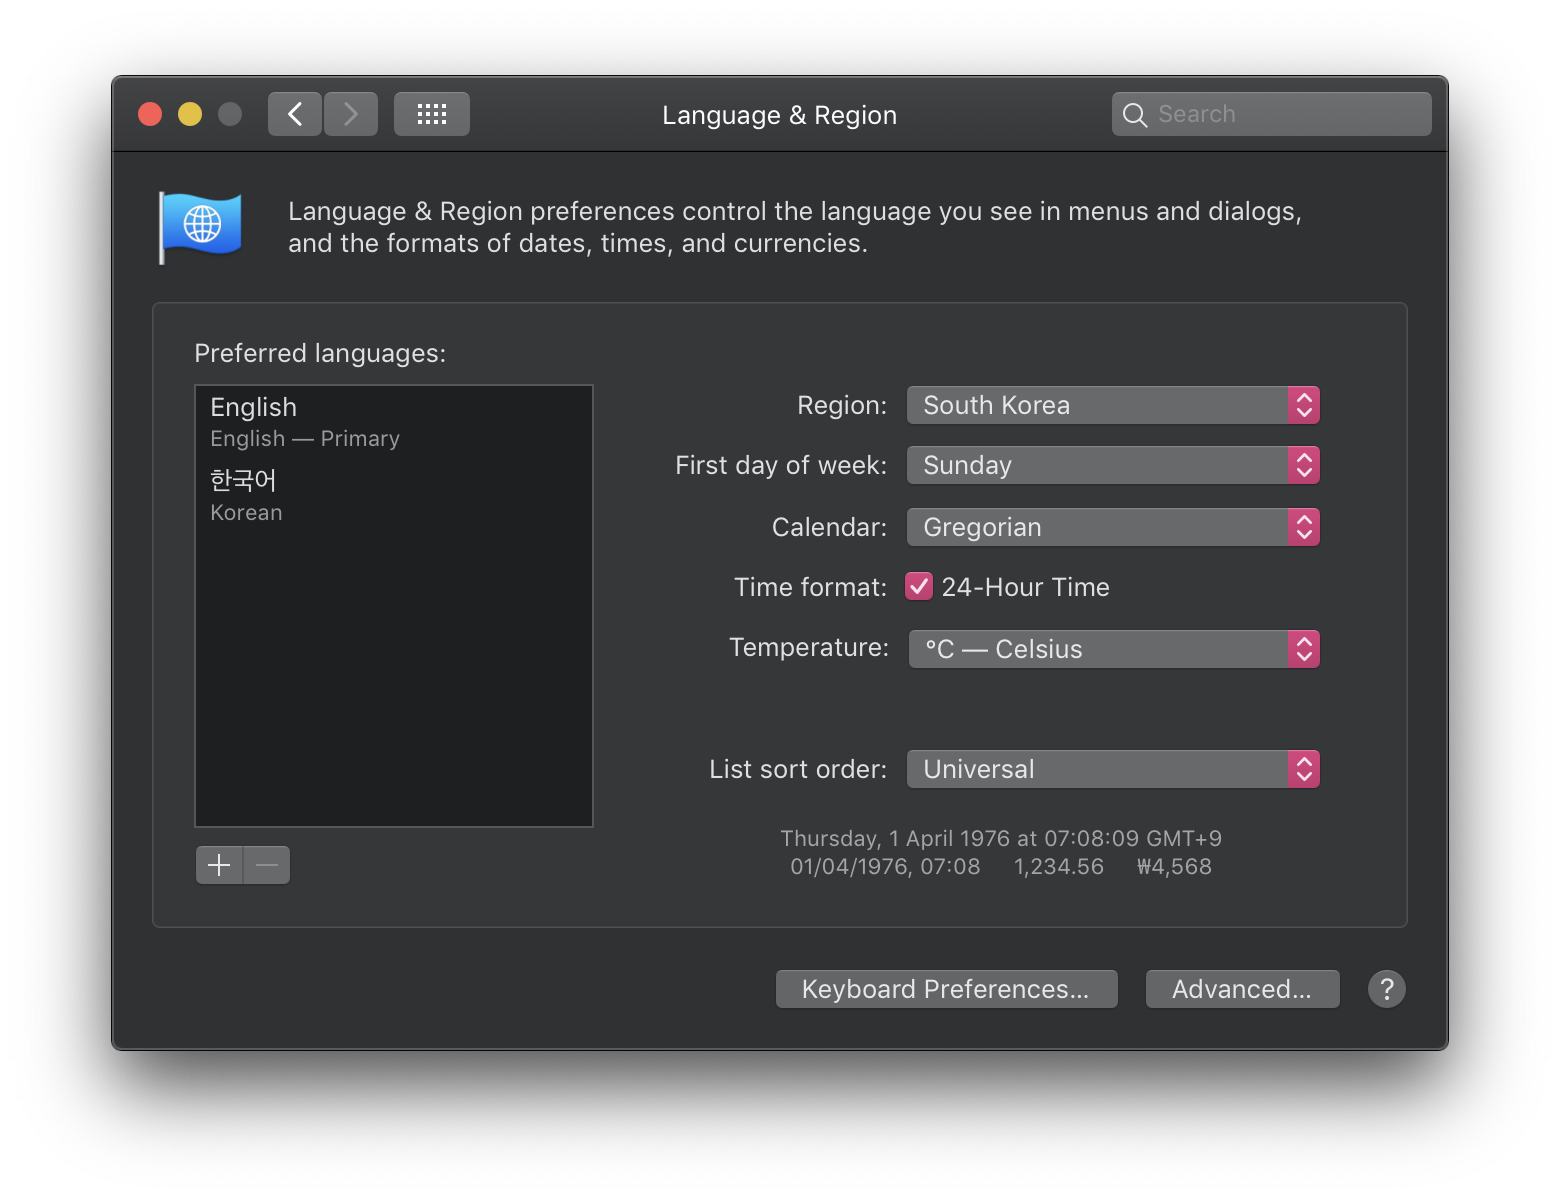 Language & Region
Search
Language & Region preferences control the language you see in menus and dialogs,
and the formats of dates, times, and currencies.
Preferred languages:
English
English — Primary
한국어
Korean
Region: South Korea
First day of week: Sunday
Calendar: Gregorian
Time format: 24-Hour Time
Temperature: °C — Celsius
List sort order: Universal
Thursday, 1 April 1976 at 07:08:09 GMT+9
01/04/1976, 07:08 1,234.56 ₩4,568
Keyboard Preferences... Advanced... ?